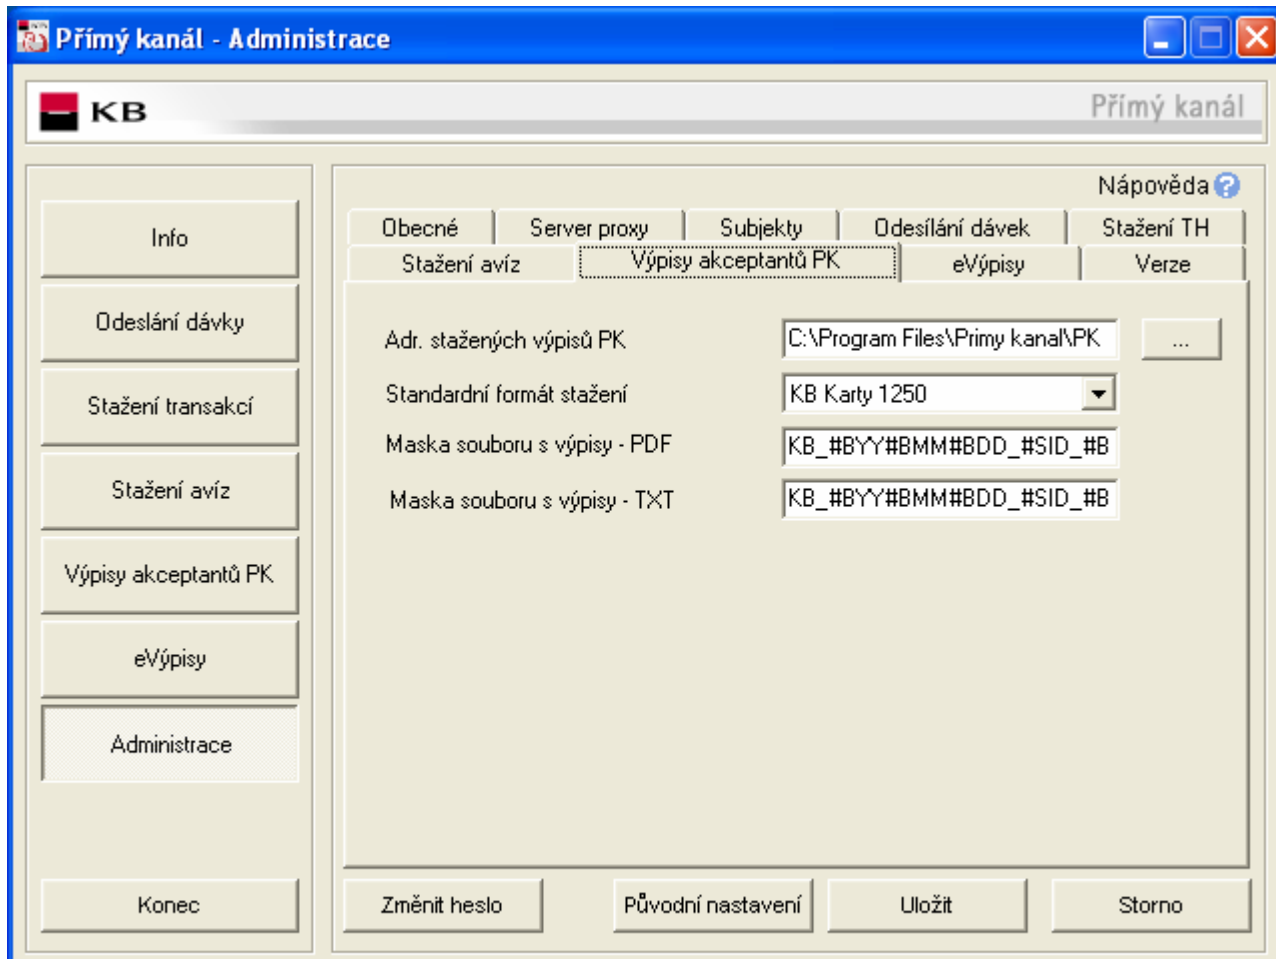 Přímý kanál - Administrace
KB
Přímý kanál
Info
Odeslání dávky
Stažení transakcí
Stažení avíz
Výpisy akceptantů PK
eVýpisy
Administrace
Konec
Nápověda ?
Obecné Server proxy Subjekty Odesílání dávek Stažení TH
Stažení avíz Výpisy akceptantů PK eVýpisy Verze
Adr. stažených výpisů PK C:\Program Files\Primy kanal\PK ...
Standardní formát stažení KB Karty 1250
Maska souboru s výpisy - PDF KB_#BYY#BMM#BDD_#SID_#B
Maska souboru s výpisy - TXT KB_#BYY#BMM#BDD_#SID_#B
Změnit heslo Původní nastavení Uložit Storno